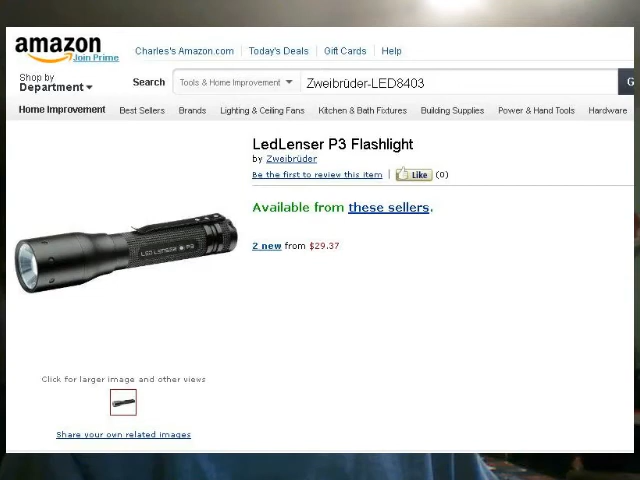 amazon
Join Prime
Charles's Amazon.com
Today's Deals
Gift Cards
Help
Shop by
Department
Search
Tools & Home Improvement
Zweibrüder-LED8403
G
Home Improvement
Best Sellers
Brands
Lighting & Ceiling Fans
Kitchen & Bath Fixtures
Building Supplies
Power & Hand Tools
Hardware
LedLenser P3 Flashlight
by Zweibrüder
Be the first to review this item
Like (0)
Available from these sellers.
2 new from $29.37
LED LENSER P3
Click for larger image and other views
Share your own related images